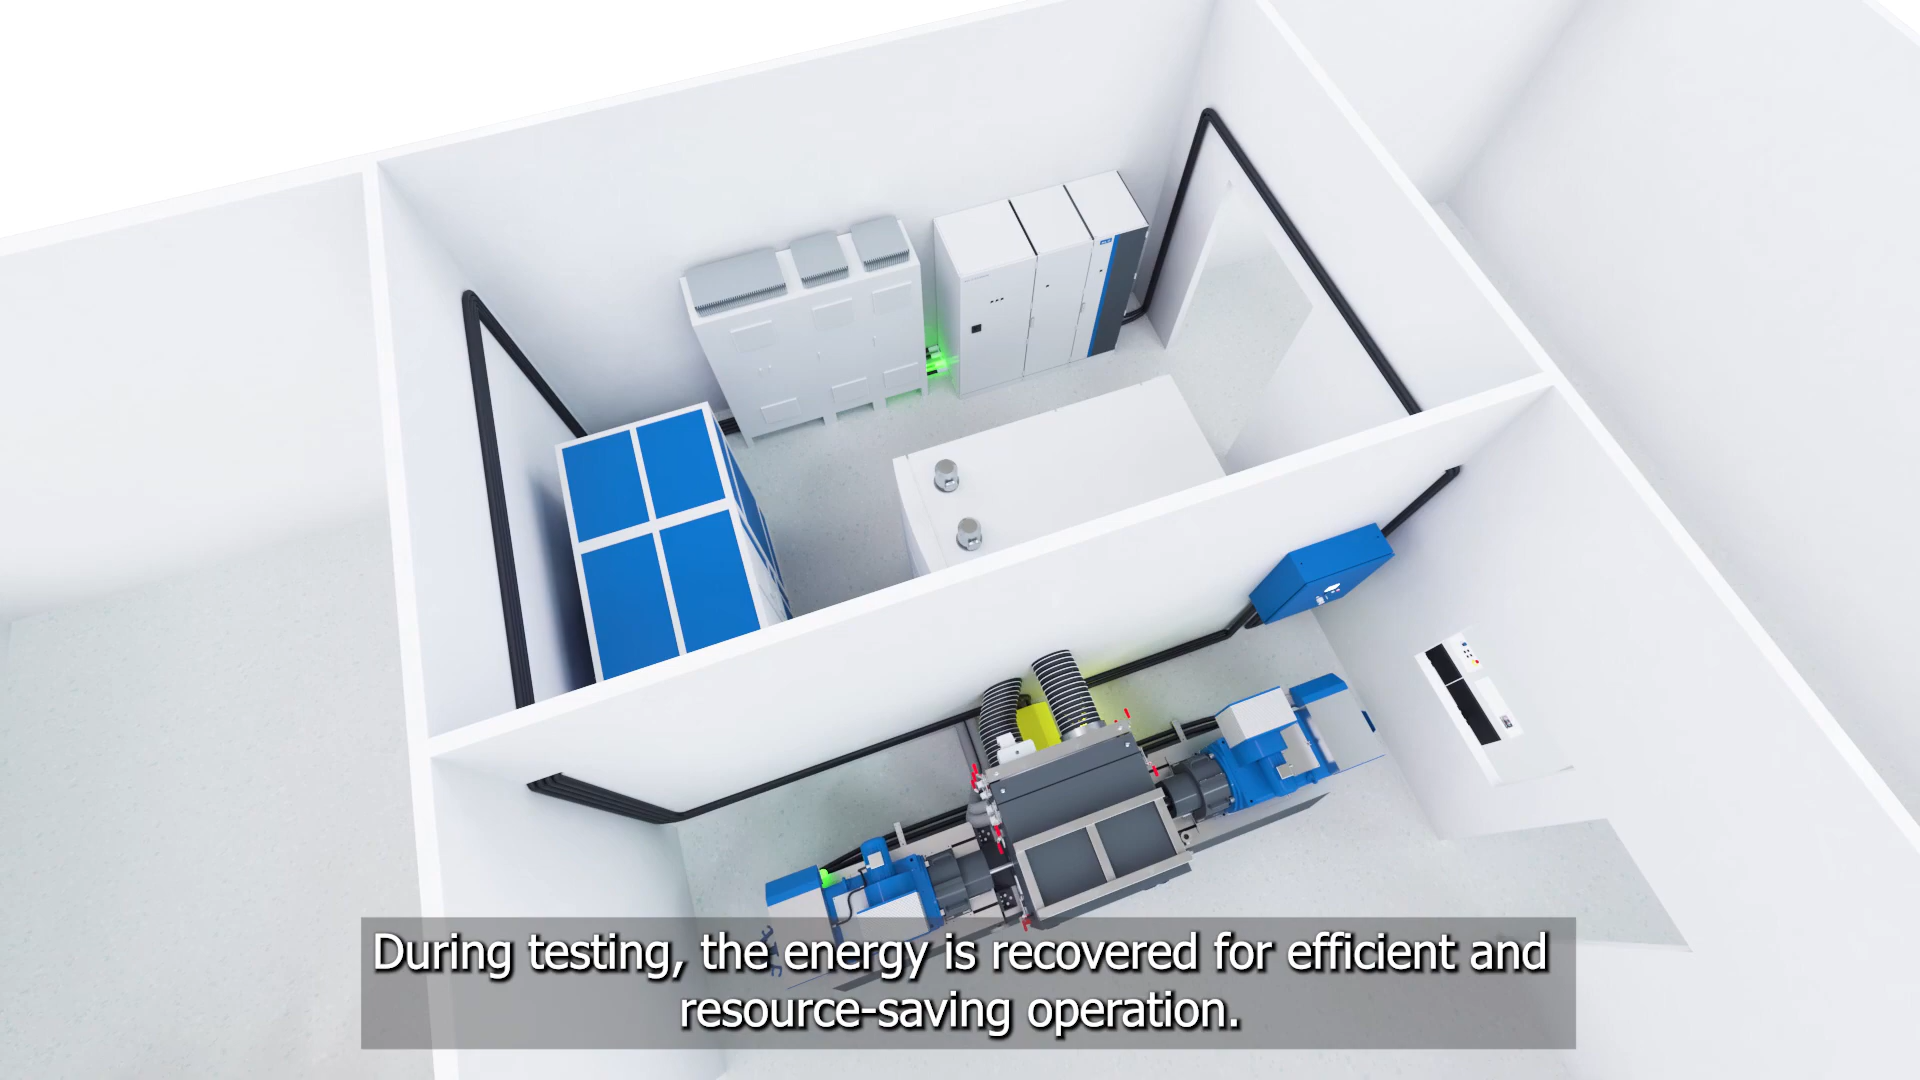 During testing, the energy is recovered for efficient and
resource-saving operation.